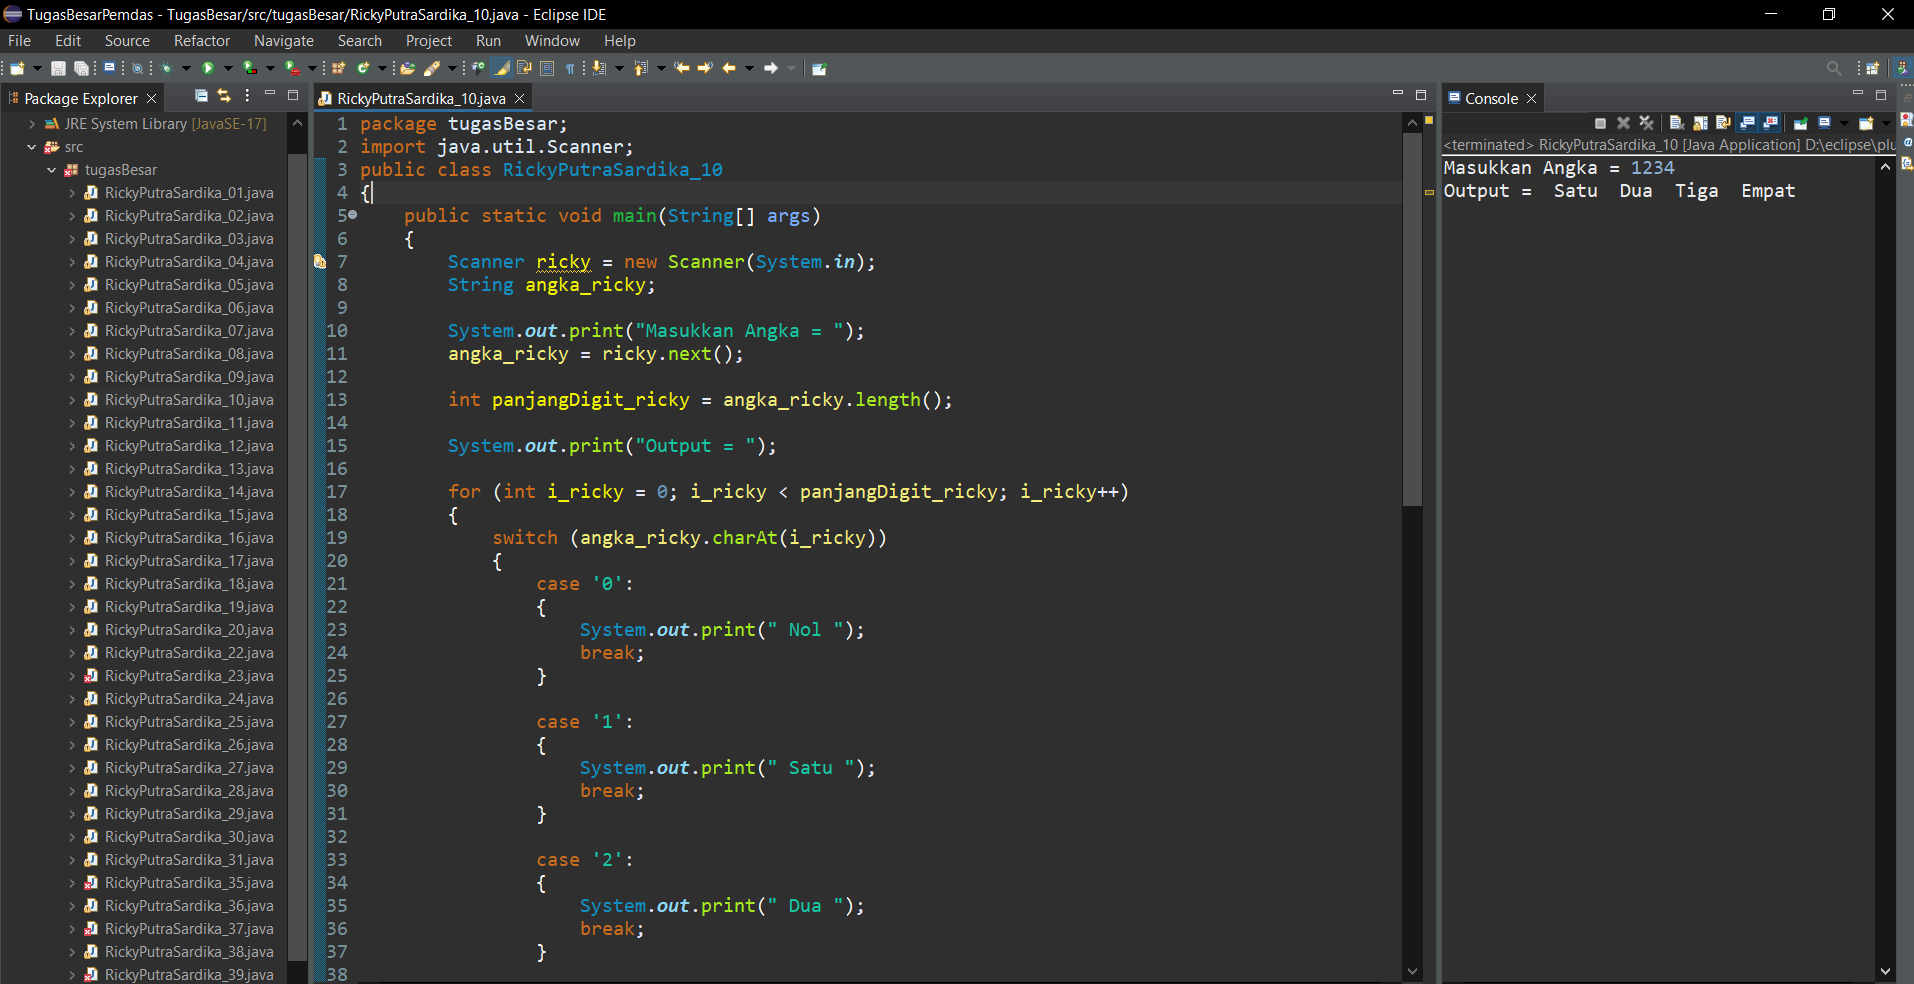 TugasBesarPemdas - TugasBesar/src/tugasBesar/RickyPutraSardika_10.java - Eclipse IDE
File Edit Source Refactor Navigate Search Project Run Window Help
Package Explorer
JRE System Library [JavaSE-17]
src
tugasBesar
RickyPutraSardika_01.java
RickyPutraSardika_02.java
RickyPutraSardika_03.java
RickyPutraSardika_04.java
RickyPutraSardika_05.java
RickyPutraSardika_06.java
RickyPutraSardika_07.java
RickyPutraSardika_08.java
RickyPutraSardika_09.java
RickyPutraSardika_10.java
RickyPutraSardika_11.java
RickyPutraSardika_12.java
RickyPutraSardika_13.java
RickyPutraSardika_14.java
RickyPutraSardika_15.java
RickyPutraSardika_16.java
RickyPutraSardika_17.java
RickyPutraSardika_18.java
RickyPutraSardika_19.java
RickyPutraSardika_20.java
RickyPutraSardika_22.java
RickyPutraSardika_23.java
RickyPutraSardika_24.java
RickyPutraSardika_25.java
RickyPutraSardika_26.java
RickyPutraSardika_27.java
RickyPutraSardika_28.java
RickyPutraSardika_29.java
RickyPutraSardika_30.java
RickyPutraSardika_31.java
RickyPutraSardika_35.java
RickyPutraSardika_36.java
RickyPutraSardika_37.java
RickyPutraSardika_38.java
RickyPutraSardika_39.java
RickyPutraSardika_10.java
1 package tugasBesar;
2 import java.util.Scanner;
3 public class RickyPutraSardika_10
4 {
5 public static void main(String[] args)
6 {
7 Scanner ricky = new Scanner(System.in);
8 String angka_ricky;
9
10 System.out.print("Masukkan Angka = ");
11 angka_ricky = ricky.next();
12
13 int panjangDigit_ricky = angka_ricky.length();
14
15 System.out.print("Output = ");
16
17 for (int i_ricky = 0; i_ricky < panjangDigit_ricky; i_ricky++)
18 {
19 switch (angka_ricky.charAt(i_ricky))
20 {
21 case '0':
22 {
23 System.out.print(" Nol ");
24 break;
25 }
26
27 case '1':
28 {
29 System.out.print(" Satu ");
30 break;
31 }
32
33 case '2':
34 {
35 System.out.print(" Dua ");
36 break;
37 }
38
Console
<terminated> RickyPutraSardika_10 [Java Application] D:\eclipse\plu
Masukkan Angka = 1234
Output =  Satu  Dua  Tiga  Empat